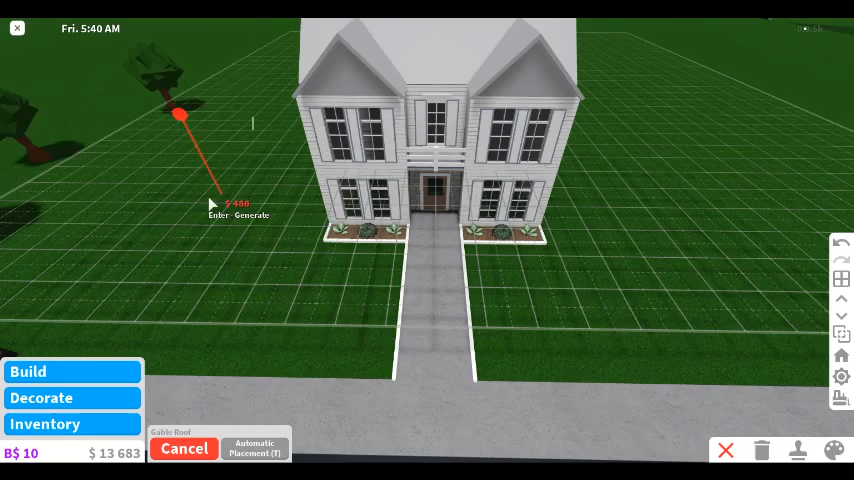 Fri. 5:40 AM
$ 480
Enter - Generate
Build
Decorate
Inventory
B$ 10
$ 13 683
Gable Roof
Cancel
Automatic
Placement (T)